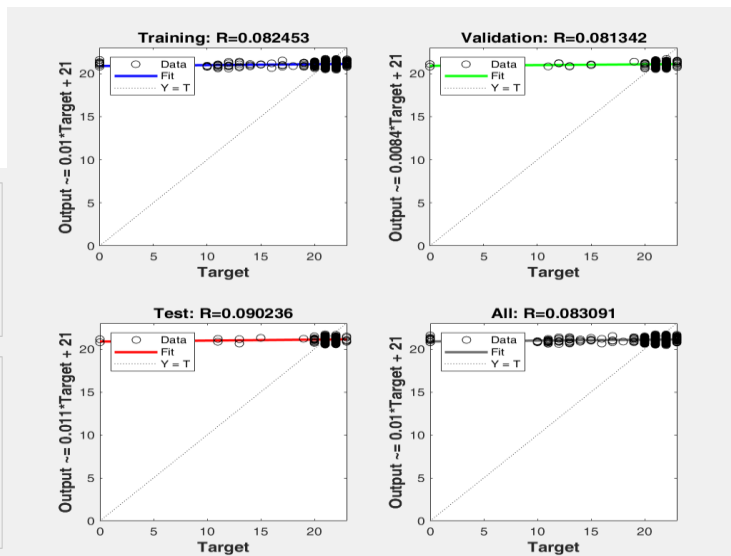 Training: R=0.082453
Output ~= 0.01*Target + 21
20
15
10
5
0
Data
Fit
Y = T
0 5 10 15 20
Target
Validation: R=0.081342
Output ~= 0.0084*Target + 21
20
15
10
5
0
Data
Fit
Y = T
0 5 10 15 20
Target
Test: R=0.090236
Output ~= 0.011*Target + 21
20
15
10
5
0
Data
Fit
Y = T
0 5 10 15 20
Target
All: R=0.083091
Output ~= 0.01*Target + 21
20
15
10
5
0
Data
Fit
Y = T
0 5 10 15 20
Target